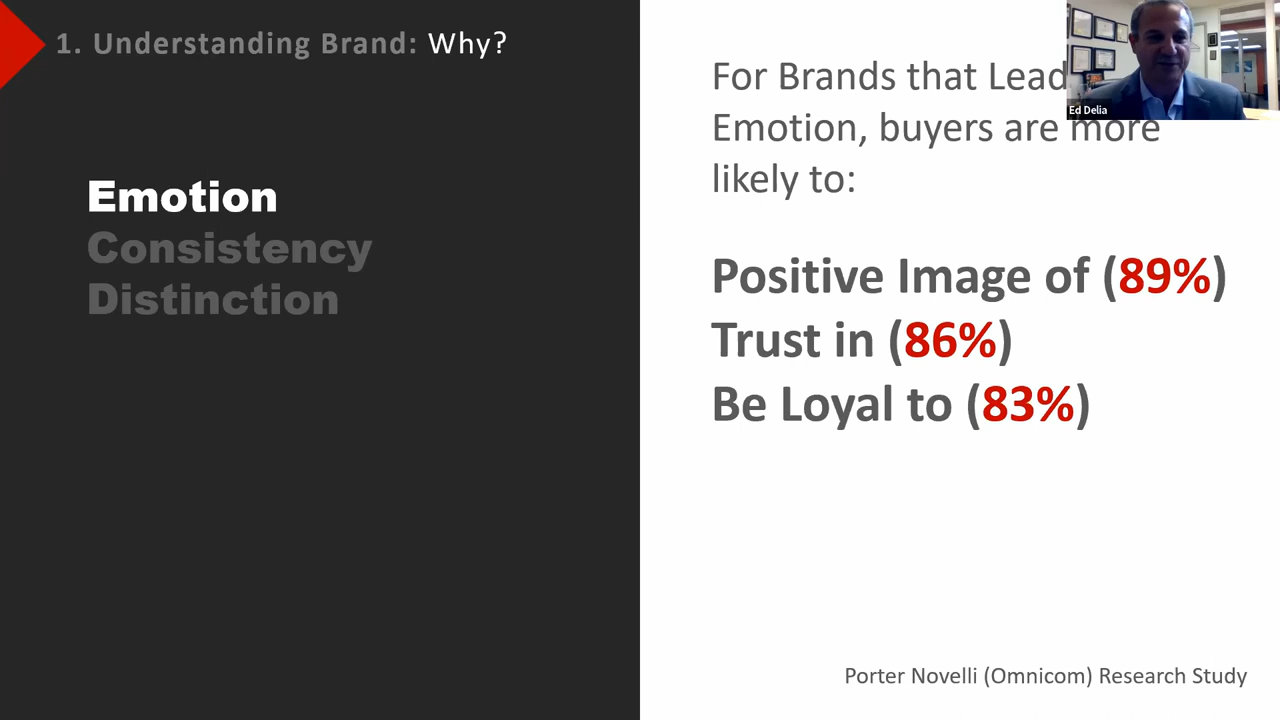 1. Understanding Brand: Why?
Emotion
Consistency
Distinction
For Brands that Lead
Emotion, buyers are more
likely to:
Positive Image of (89%)
Trust in (86%)
Be Loyal to (83%)
Porter Novelli (Omnicom) Research Study
Ed Delia